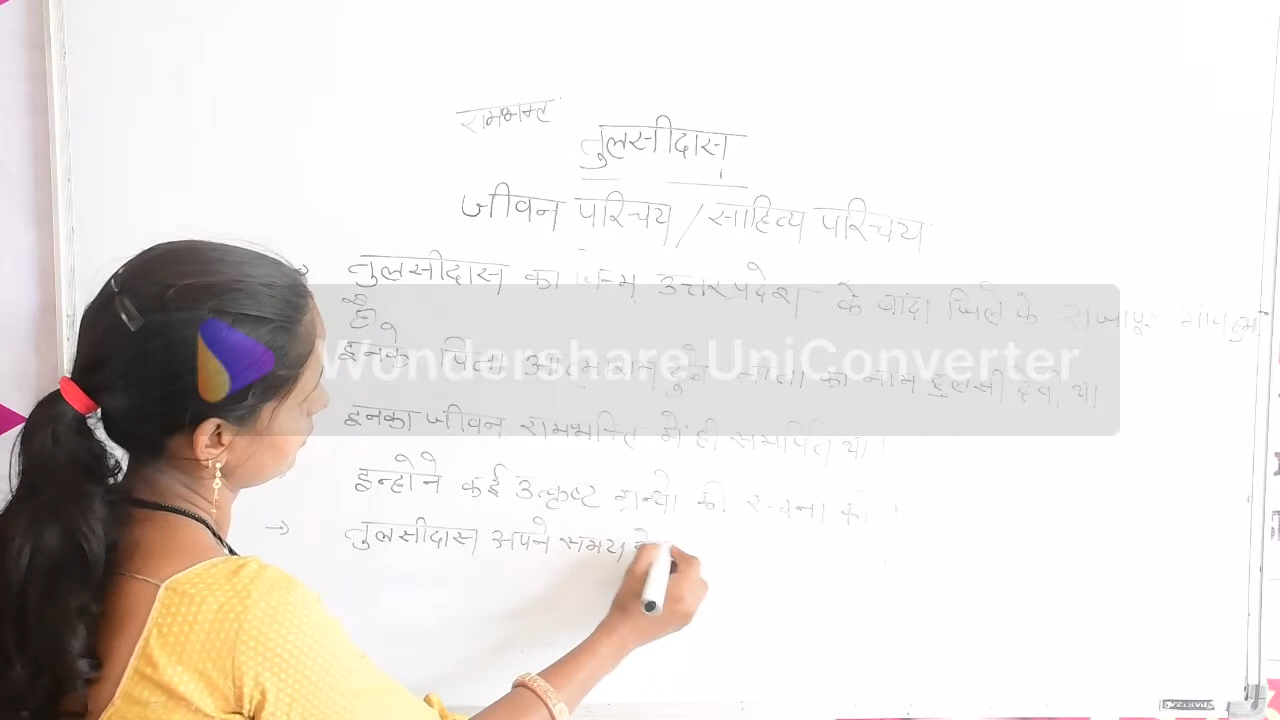 रामभक्त
तुलसीदास
जीवन परिचय / साहित्य परिचय
तुलसीदास का जन्म उत्तरप्रदेश के बांदा जिले के राजापूर गांव हुआ
है।
इनके पिता आत्माराम दुबे माता का नाम हुलसी दुबे था
Wondershare UniConverter
इनका जीवन रामभक्ति में ही समर्पित था।
इन्होने कई उत्कृष्ट ग्रन्थो की रचना की।
→ तुलसीदास अपने समय